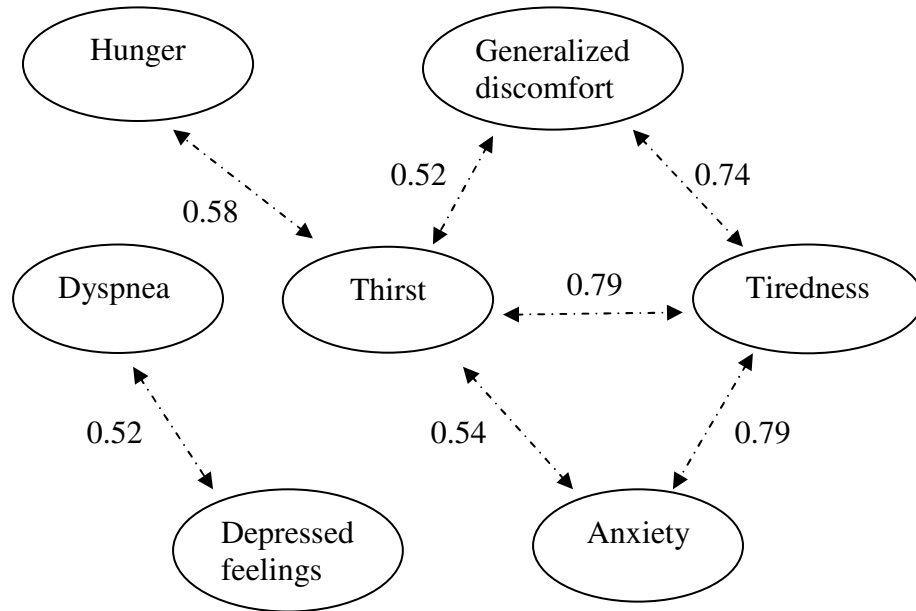 Hunger
Generalized
discomfort
0.52
0.74
0.58
Dyspnea
Thirst
0.79
Tiredness
0.52
0.54
0.79
Depressed
feelings
Anxiety